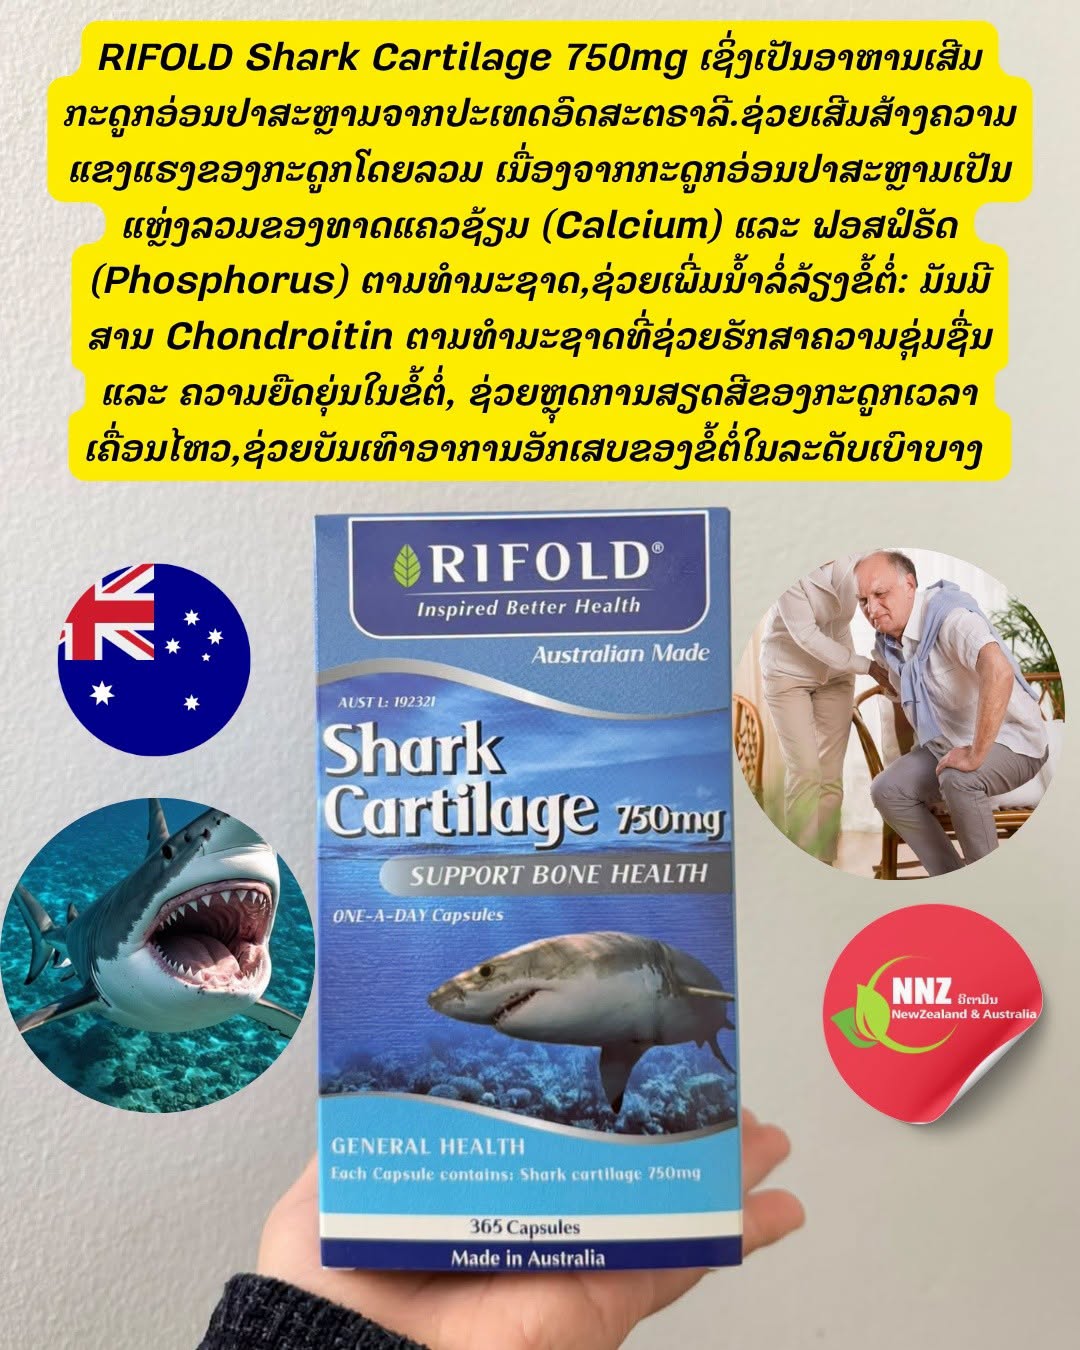 RIFOLD Shark Cartilage 750mg ເຊິ່ງເປັນອາຫານເສີມ
ກະດູກອ່ອນປາສະຫຼາມຈາກປະເທດອົດສະຕຣາລີ.ຊ່ວຍເສີມສ້າງຄວາມ
ແຂງແຮງຂອງກະດູກໂດຍລວມ ເນື່ອງຈາກກະດູກອ່ອນປາສະຫຼາມເປັນ
ແຫຼ່ງລວມຂອງທາດແຄວຊ້ຽມ (Calcium) ແລະ ຟອສຟໍຣັດ
(Phosphorus) ຕາມທຳມະຊາດ,ຊ່ວຍເພີ່ມນ້ຳລໍ່ລ້ຽງຂໍ້ຕໍ່: ມັນມີ
ສານ Chondroitin ຕາມທຳມະຊາດທີ່ຊ່ວຍຮັກສາຄວາມຊຸ່ມຊື່ນ
ແລະ ຄວາມຍືດຍຸ່ນໃນຂໍ້ຕໍ່, ຊ່ວຍຫຼຸດການສຽດສີຂອງກະດູກເວລາ
ເຄື່ອນໄຫວ,ຊ່ວຍບັນເທົາອາການອັກເສບຂອງຂໍ້ຕໍ່ໃນລະດັບເບົາບາງ
RIFOLD®
Inspired Better Health
Australian Made
AUST L: 192321
Shark
Cartilage 750mg
SUPPORT BONE HEALTH
ONE-A-DAY Capsules
NNZ ວິຕາມິນ
NewZealand & Australia
GENERAL HEALTH
Each Capsule contains: Shark cartilage 750mg
365 Capsules
Made in Australia